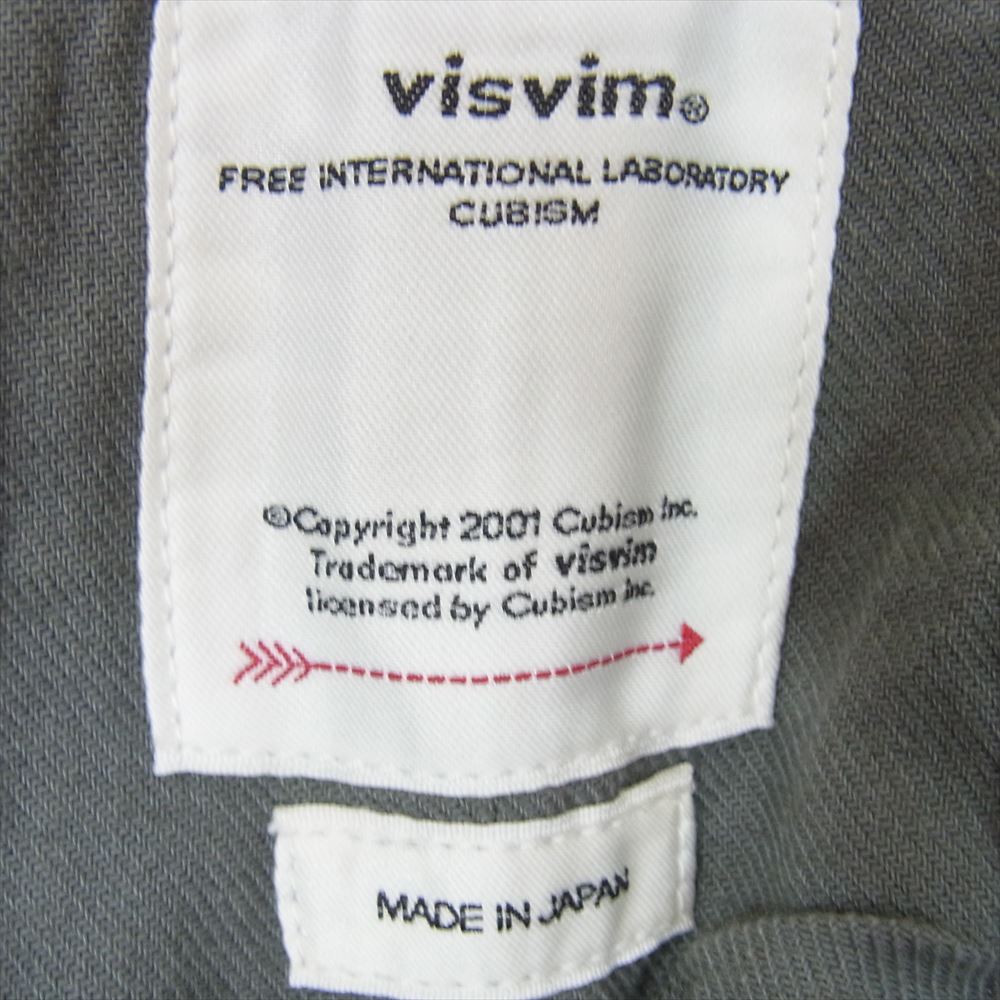 visvim®
FREE INTERNATIONAL LABORATORY
CUBISM
©Copyright 2001 Cubism inc.
Trademark of visvim
licensed by Cubism inc.
MADE IN JAPAN